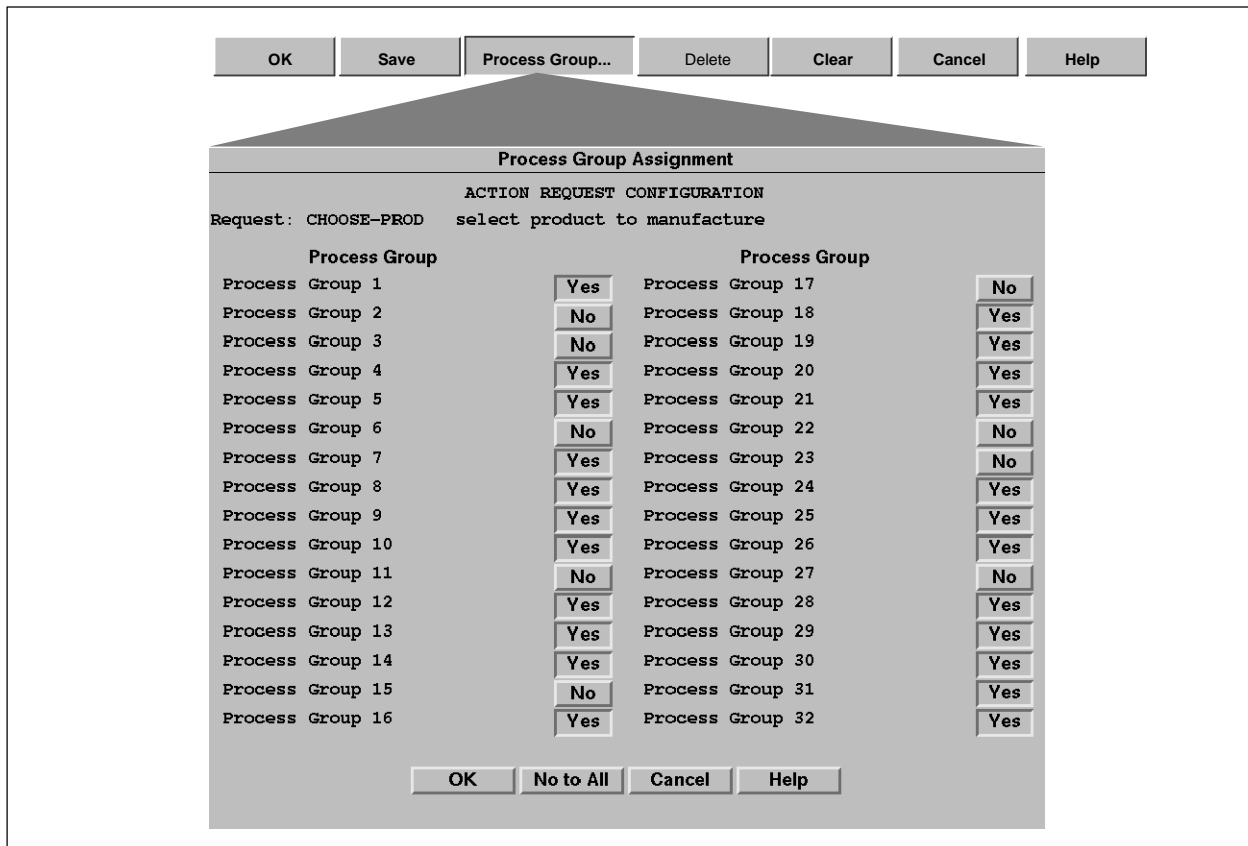 OK Save Process Group... Delete Clear Cancel Help
Process Group Assignment
ACTION REQUEST CONFIGURATION
Request: CHOOSE-PROD select product to manufacture
Process Group Process Group
Process Group 1 Yes Process Group 17 No
Process Group 2 No Process Group 18 Yes
Process Group 3 No Process Group 19 Yes
Process Group 4 Yes Process Group 20 Yes
Process Group 5 Yes Process Group 21 Yes
Process Group 6 No Process Group 22 No
Process Group 7 Yes Process Group 23 No
Process Group 8 Yes Process Group 24 Yes
Process Group 9 Yes Process Group 25 Yes
Process Group 10 Yes Process Group 26 Yes
Process Group 11 No Process Group 27 No
Process Group 12 Yes Process Group 28 Yes
Process Group 13 Yes Process Group 29 Yes
Process Group 14 Yes Process Group 30 Yes
Process Group 15 No Process Group 31 Yes
Process Group 16 Yes Process Group 32 Yes
OK No to All Cancel Help